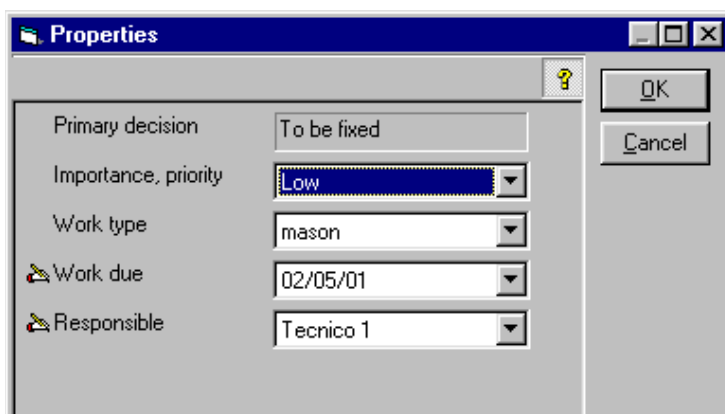 Properties
?
OK
Primary decision To be fixed
Cancel
Importance, priority Low
Work type mason
Work due 02/05/01
Responsible Tecnico 1